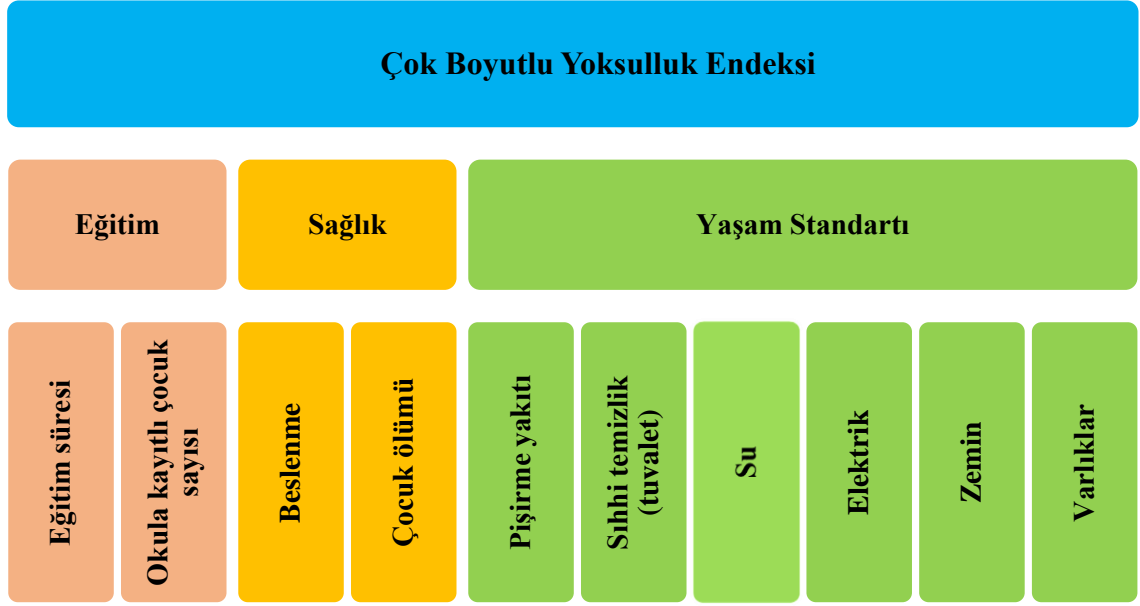 Çok Boyutlu Yoksulluk Endeksi
Eğitim
Sağlık
Yaşam Standartı
Eğitim süresi
Okula kayıtlı çocuk
sayısı
Beslenme
Çocuk ölümü
Pişirme yakıtı
Sıhhi temizlik
(tuvalet)
Su
Elektrik
Zemin
Varlıklar